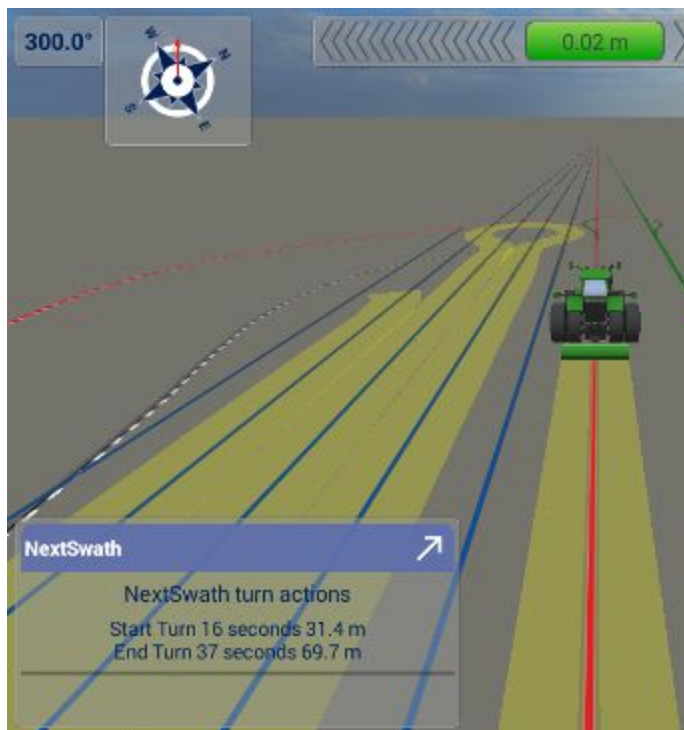 300.0°
W
N
S
E
0.02 m
NextSwath
NextSwath turn actions
Start Turn 16 seconds 31.4 m
End Turn 37 seconds 69.7 m